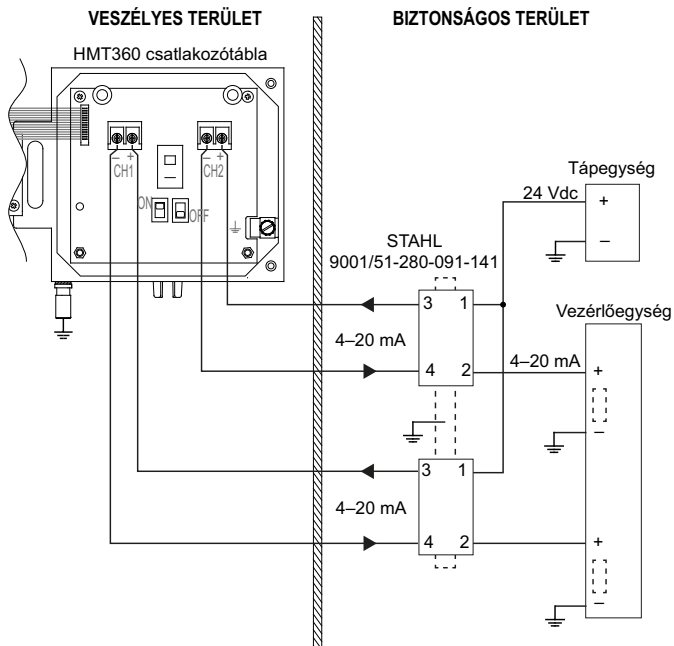 VESZÉLYES TERÜLET
BIZTONSÁGOS TERÜLET
HMT360 csatlakozótábla
– +
CH1
– +
CH2
ON
OFF
Tápegység
24 Vdc
+
–
STAHL
9001/51-280-091-141
3 1
4 2
4–20 mA
Vezérlőegység
4–20 mA
+
–
3 1
4 2
4–20 mA
+
–